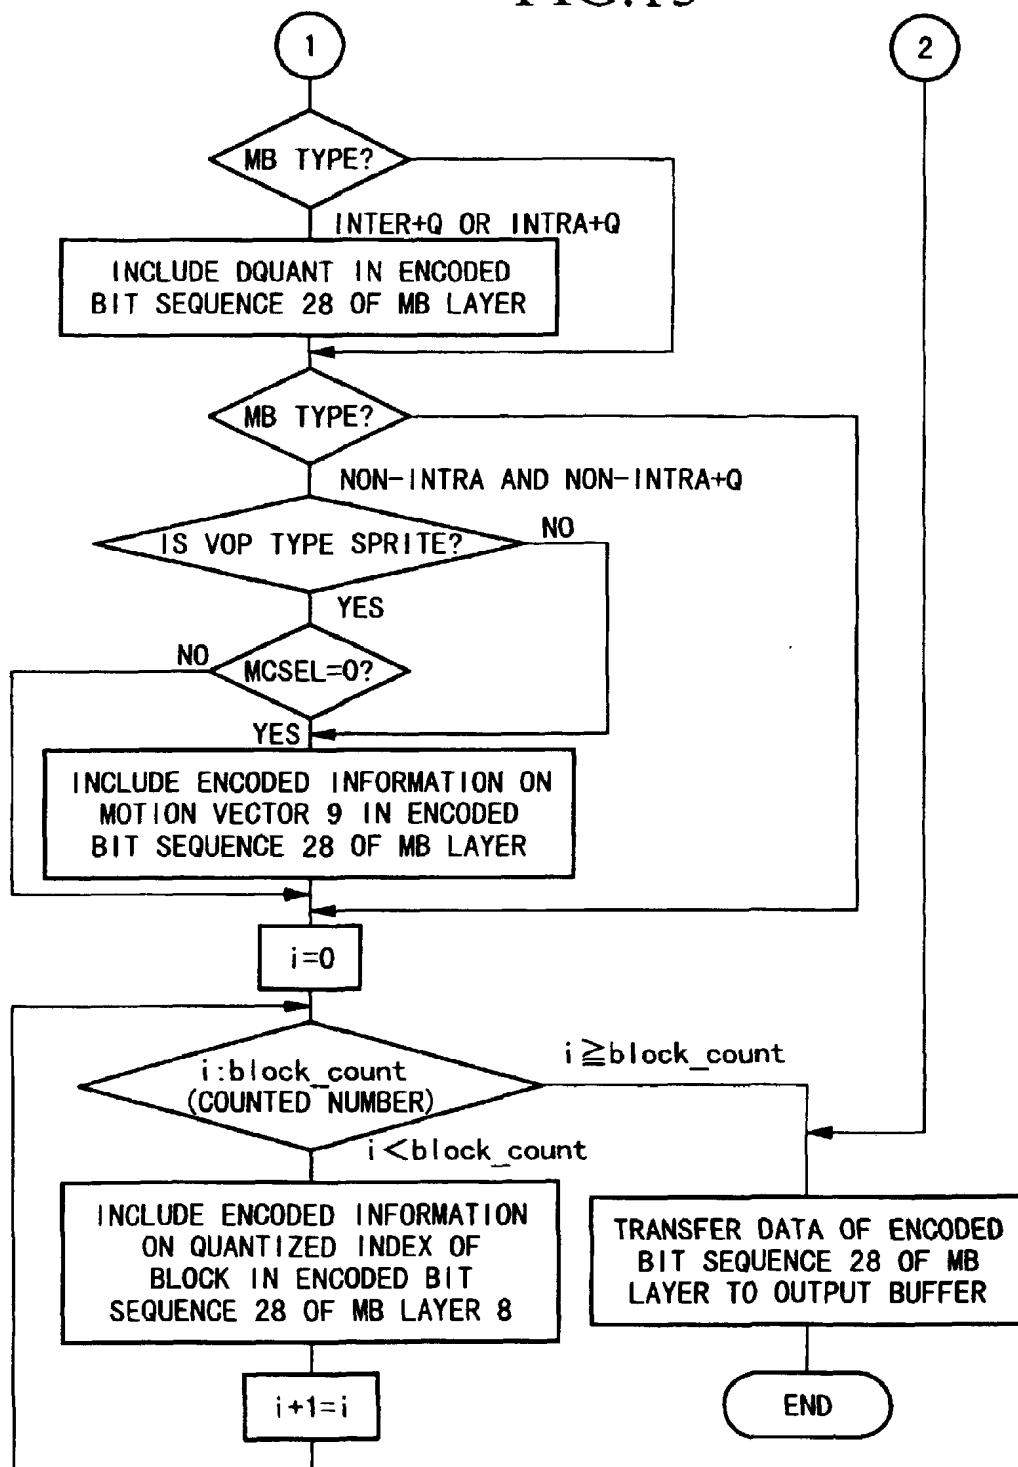 FIG.15
1
2
MB TYPE?
INTER+Q OR INTRA+Q
INCLUDE DQUANT IN ENCODED
BIT SEQUENCE 28 OF MB LAYER
MB TYPE?
NON-INTRA AND NON-INTRA+Q
IS VOP TYPE SPRITE?
NO
YES
NO
MCSEL=0?
YES
INCLUDE ENCODED INFORMATION ON
MOTION VECTOR 9 IN ENCODED
BIT SEQUENCE 28 OF MB LAYER
i=0
i:block_count
(COUNTED NUMBER)
i≧block_count
i<block_count
INCLUDE ENCODED INFORMATION
ON QUANTIZED INDEX OF
BLOCK IN ENCODED BIT
SEQUENCE 28 OF MB LAYER 8
TRANSFER DATA OF ENCODED
BIT SEQUENCE 28 OF MB
LAYER TO OUTPUT BUFFER
i+1=i
END